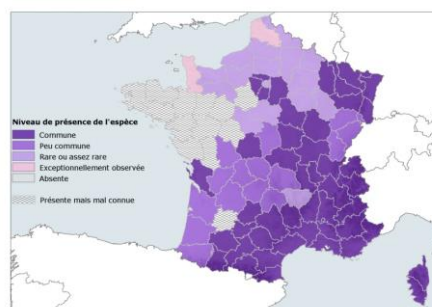 Niveau de présence de l'espèce
Commune
Peu commune
Rare ou assez rare
Exceptionnellement observée
Absente
Présente mais mal connue